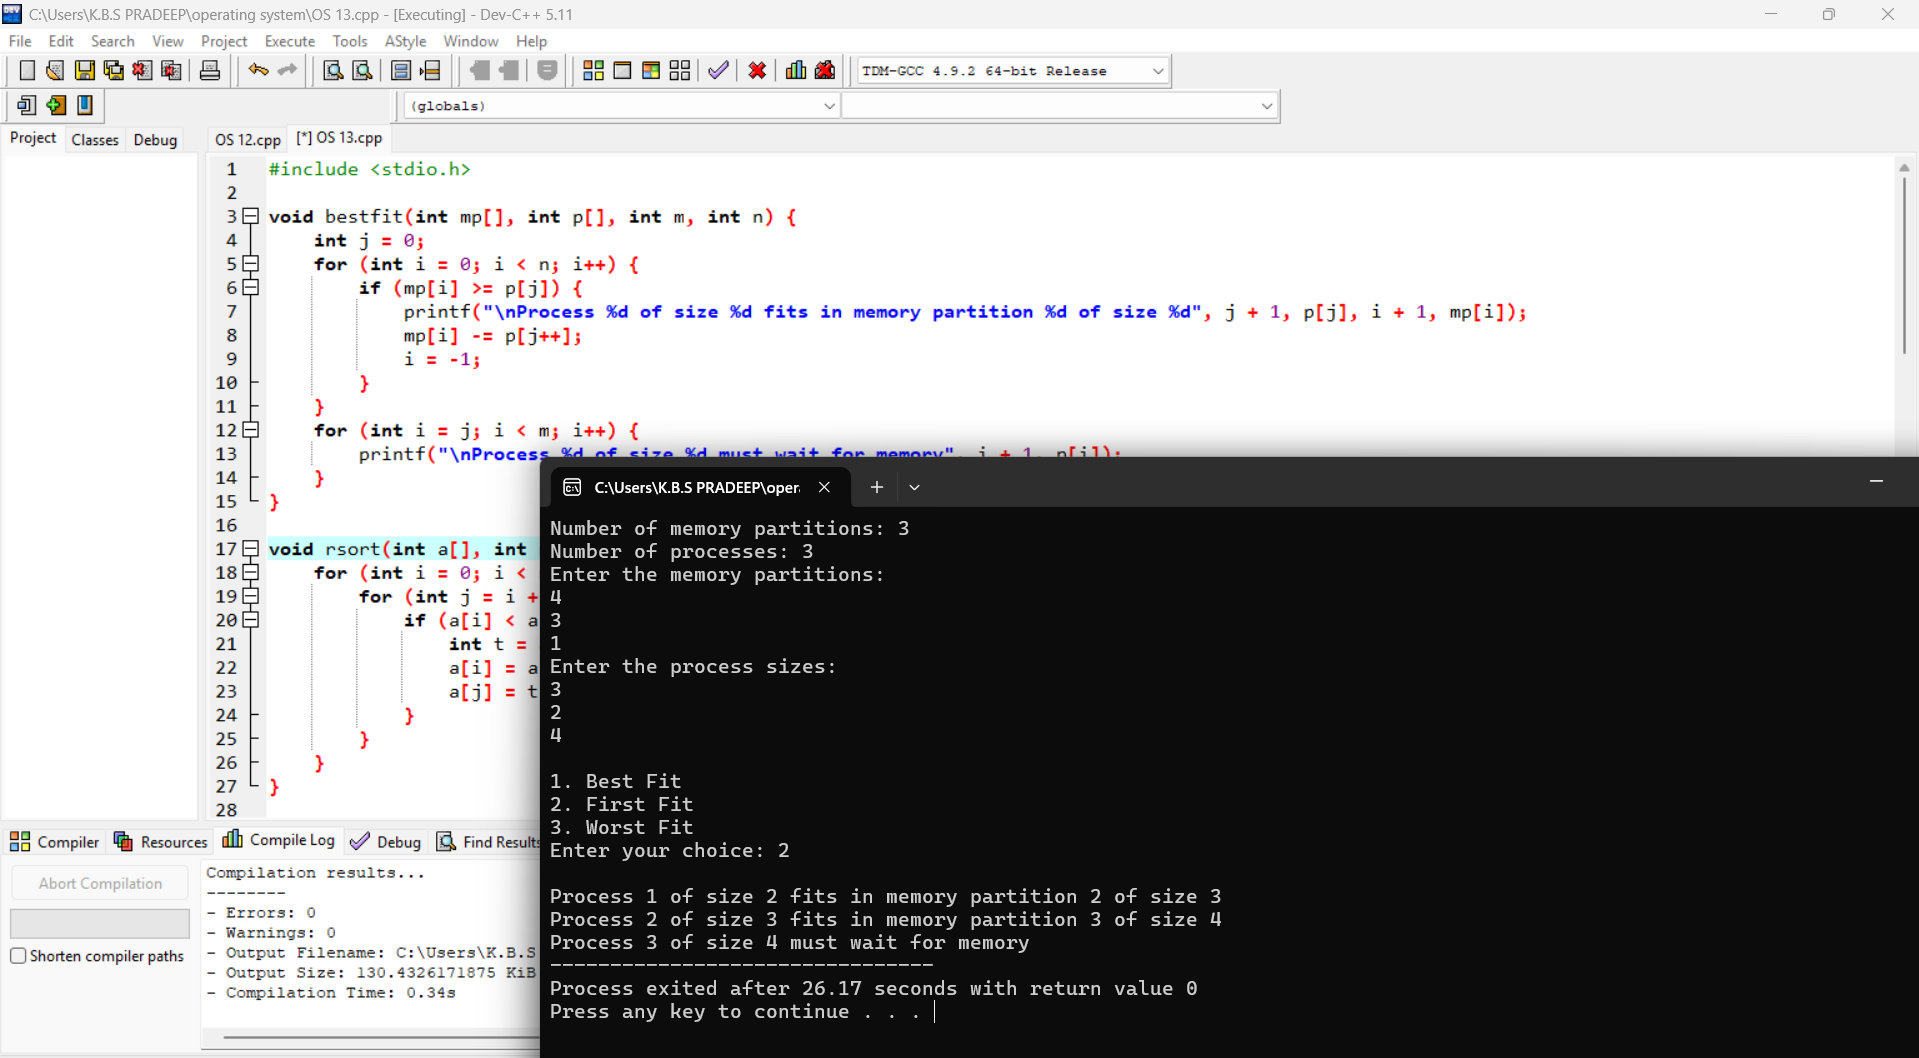 C:\Users\K.B.S PRADEEP\operating system\OS 13.cpp - [Executing] - Dev-C++ 5.11
File Edit Search View Project Execute Tools AStyle Window Help
TDM-GCC 4.9.2 64-bit Release
(globals)
Project Classes Debug OS 12.cpp [*] OS 13.cpp
1 #include <stdio.h>
2
3 void bestfit(int mp[], int p[], int m, int n) {
4 int j = 0;
5 for (int i = 0; i < n; i++) {
6 if (mp[i] >= p[j]) {
7 printf("\nProcess %d of size %d fits in memory partition %d of size %d", j + 1, p[j], i + 1, mp[i]);
8 mp[i] -= p[j++];
9 i = -1;
10 }
11 }
12 for (int i = j; i < m; i++) {
13 printf("\nProcess %d of size %d must wait for memory", i + 1, p[i]);
14 }
15 }
16
17 void rsort(int a[], int
18 for (int i = 0; i <
19 for (int j = i +
20 if (a[i] < a
21 int t =
22 a[i] = a
23 a[j] = t
24 }
25 }
26 }
27 }
28
Compiler Resources Compile Log Debug Find Results
Abort Compilation
Shorten compiler paths
Compilation results...
--------
- Errors: 0
- Warnings: 0
- Output Filename: C:\Users\K.B.S
- Output Size: 130.4326171875 KiB
- Compilation Time: 0.34s
C:\Users\K.B.S PRADEEP\oper
Number of memory partitions: 3
Number of processes: 3
Enter the memory partitions:
4
3
1
Enter the process sizes:
3
2
4
1. Best Fit
2. First Fit
3. Worst Fit
Enter your choice: 2
Process 1 of size 2 fits in memory partition 2 of size 3
Process 2 of size 3 fits in memory partition 3 of size 4
Process 3 of size 4 must wait for memory
--------------------------------
Process exited after 26.17 seconds with return value 0
Press any key to continue . . .